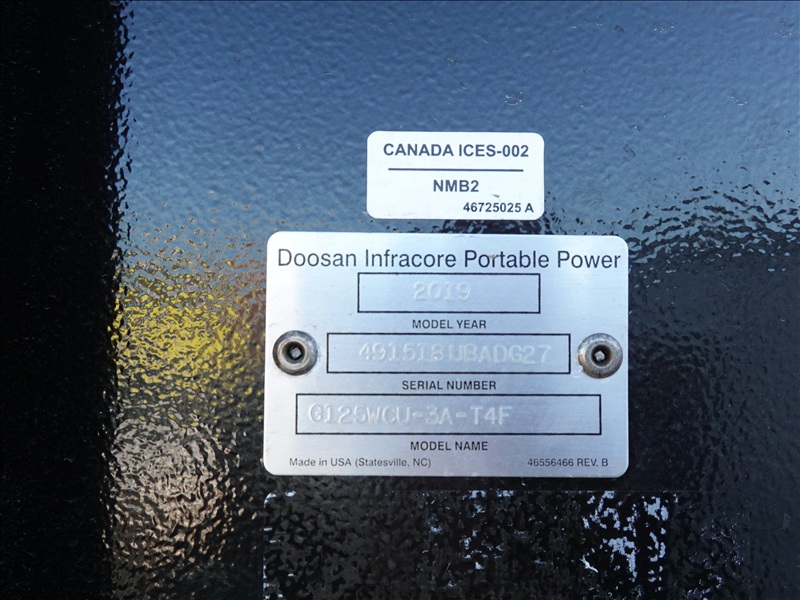 CANADA ICES-002
NMB2
46725025 A
Doosan Infracore Portable Power
2019
MODEL YEAR
491518UBADG27
SERIAL NUMBER
G125WCU-3A-T4F
MODEL NAME
Made in USA (Statesville, NC)
46556466 REV. B